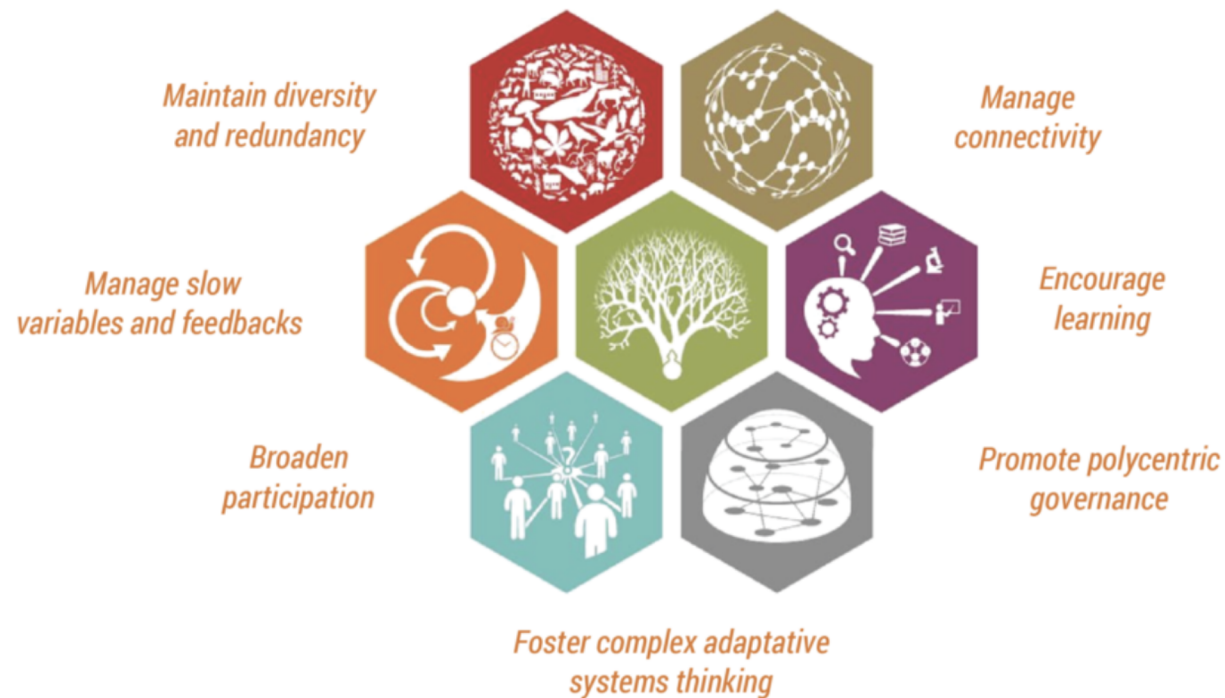 Maintain diversity
and redundancy
Manage
connectivity
Manage slow
variables and feedbacks
Encourage
learning
Broaden
participation
?
Promote polycentric
governance
Foster complex adaptative
systems thinking